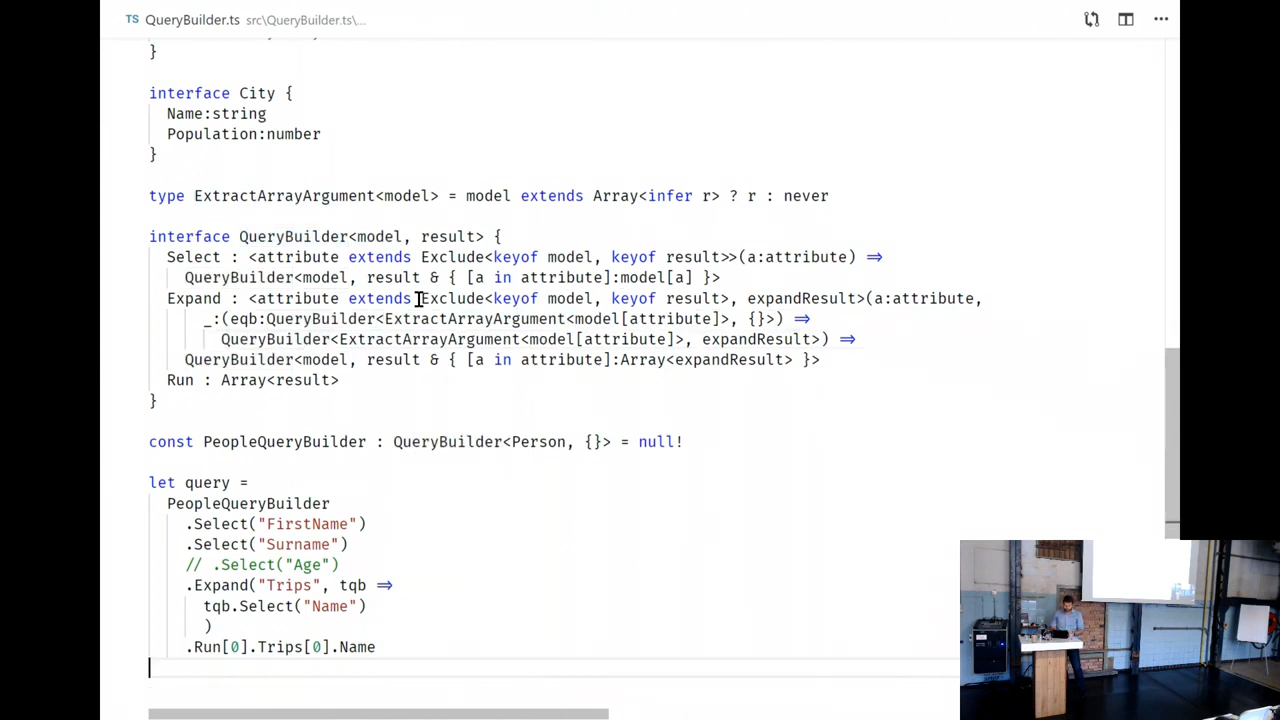 TS QueryBuilder.ts src\QueryBuilder.ts\...
}
interface City {
Name:string
Population:number
}
type ExtractArrayArgument<model> = model extends Array<infer r> ? r : never
interface QueryBuilder<model, result> {
Select : <attribute extends Exclude<keyof model, keyof result>>(a:attribute) ⇒
QueryBuilder<model, result & { [a in attribute]:model[a] }>
Expand : <attribute extends Exclude<keyof model, keyof result>, expandResult>(a:attribute,
_:(eqb:QueryBuilder<ExtractArrayArgument<model[attribute]>, {}>) ⇒
QueryBuilder<ExtractArrayArgument<model[attribute]>, expandResult>) ⇒
QueryBuilder<model, result & { [a in attribute]:Array<expandResult> }>
Run : Array<result>
}
const PeopleQueryBuilder : QueryBuilder<Person, {}> = null!
let query =
PeopleQueryBuilder
.Select("FirstName")
.Select("Surname")
// .Select("Age")
.Expand("Trips", tqb ⇒
tqb.Select("Name")
)
.Run[0].Trips[0].Name